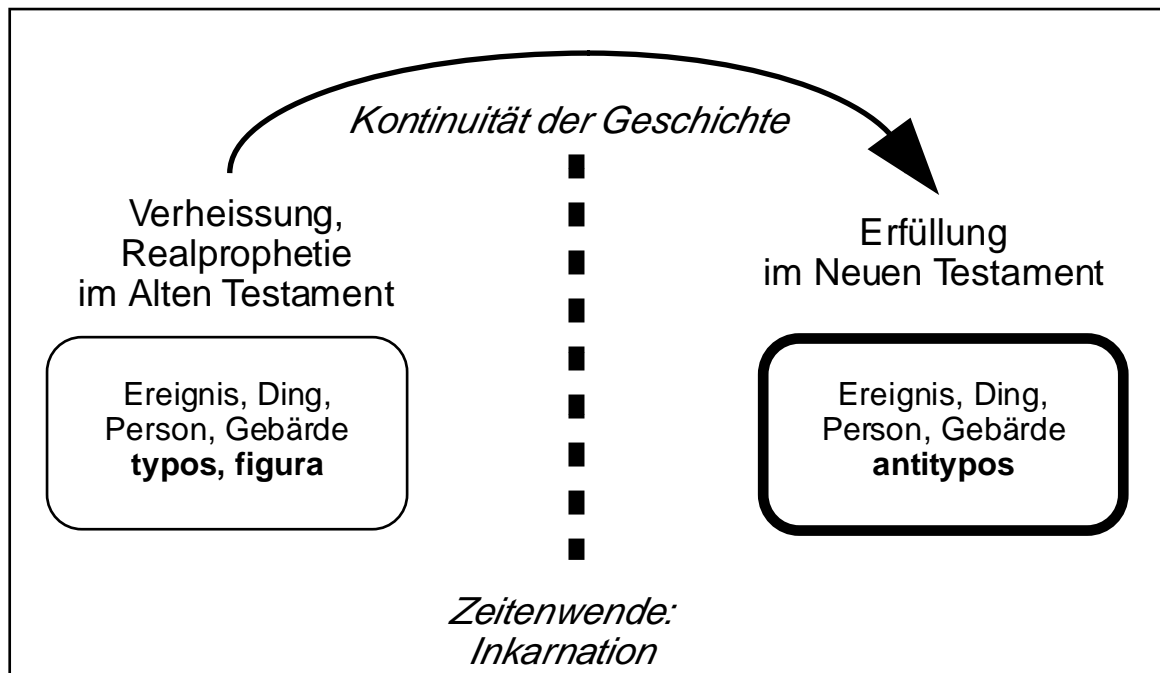 Kontinuität der Geschichte
Verheissung,
Realprophetie
im Alten Testament
Erfüllung
im Neuen Testament
Ereignis, Ding,
Person, Gebärde
typos, figura
Ereignis, Ding,
Person, Gebärde
antitypos
Zeitenwende:
Inkarnation